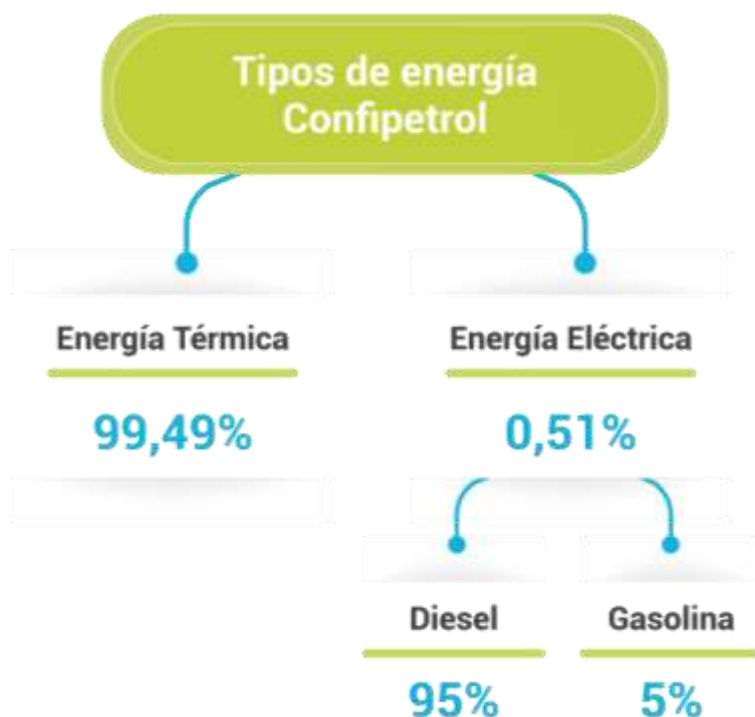 Tipos de energía
Confipetrol
Energía Térmica
99,49%
Energía Eléctrica
0,51%
Diesel
95%
Gasolina
5%